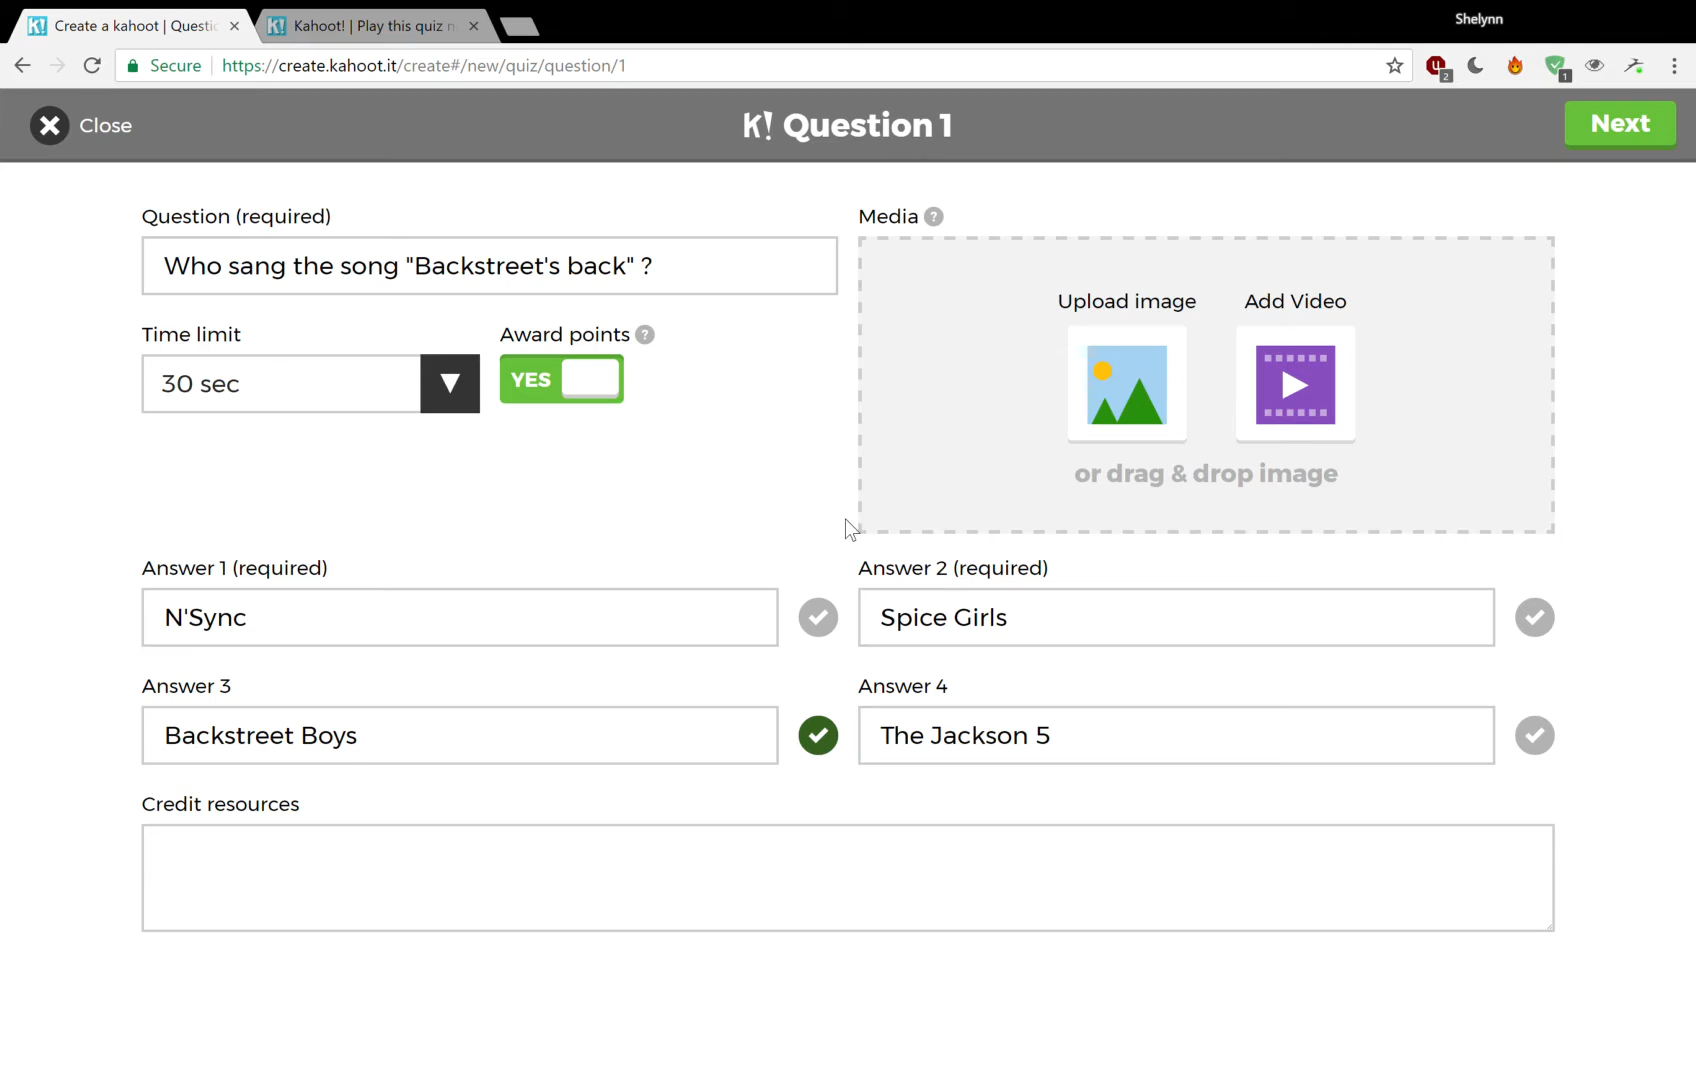 Create a kahoot | Questic
Kahoot! | Play this quiz n
Shelynn
Secure
https://create.kahoot.it/create#/new/quiz/question/1
2
1
Close
K! Question 1
Next
Question (required)
Media ?
Who sang the song "Backstreet's back" ?
Upload image
Add Video
Time limit
Award points ?
30 sec
YES
or drag & drop image
Answer 1 (required)
Answer 2 (required)
N'Sync
Spice Girls
Answer 3
Answer 4
Backstreet Boys
The Jackson 5
Credit resources